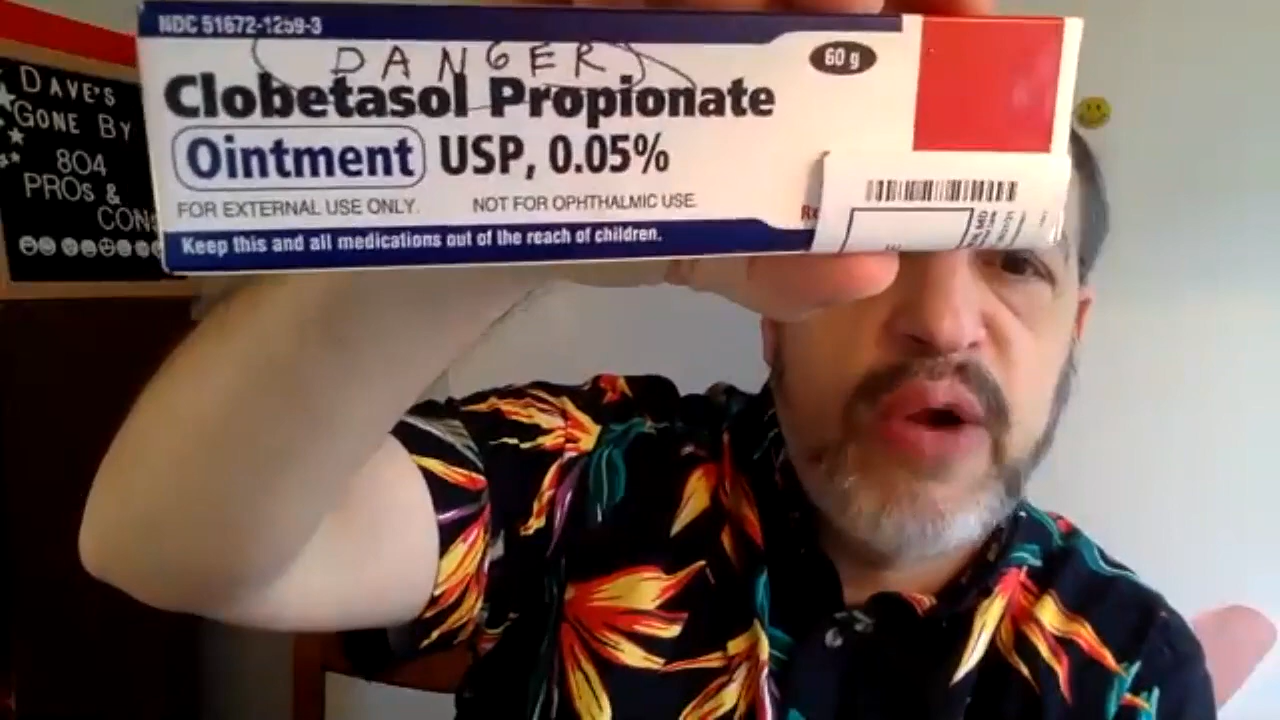 DAVE'S
GONE BY
804
PROs &
CONs
NDC 51672-1259-3
DANGER
60 g
Clobetasol Propionate
Ointment USP, 0.05%
FOR EXTERNAL USE ONLY. NOT FOR OPHTHALMIC USE.
Keep this and all medications out of the reach of children.
MD